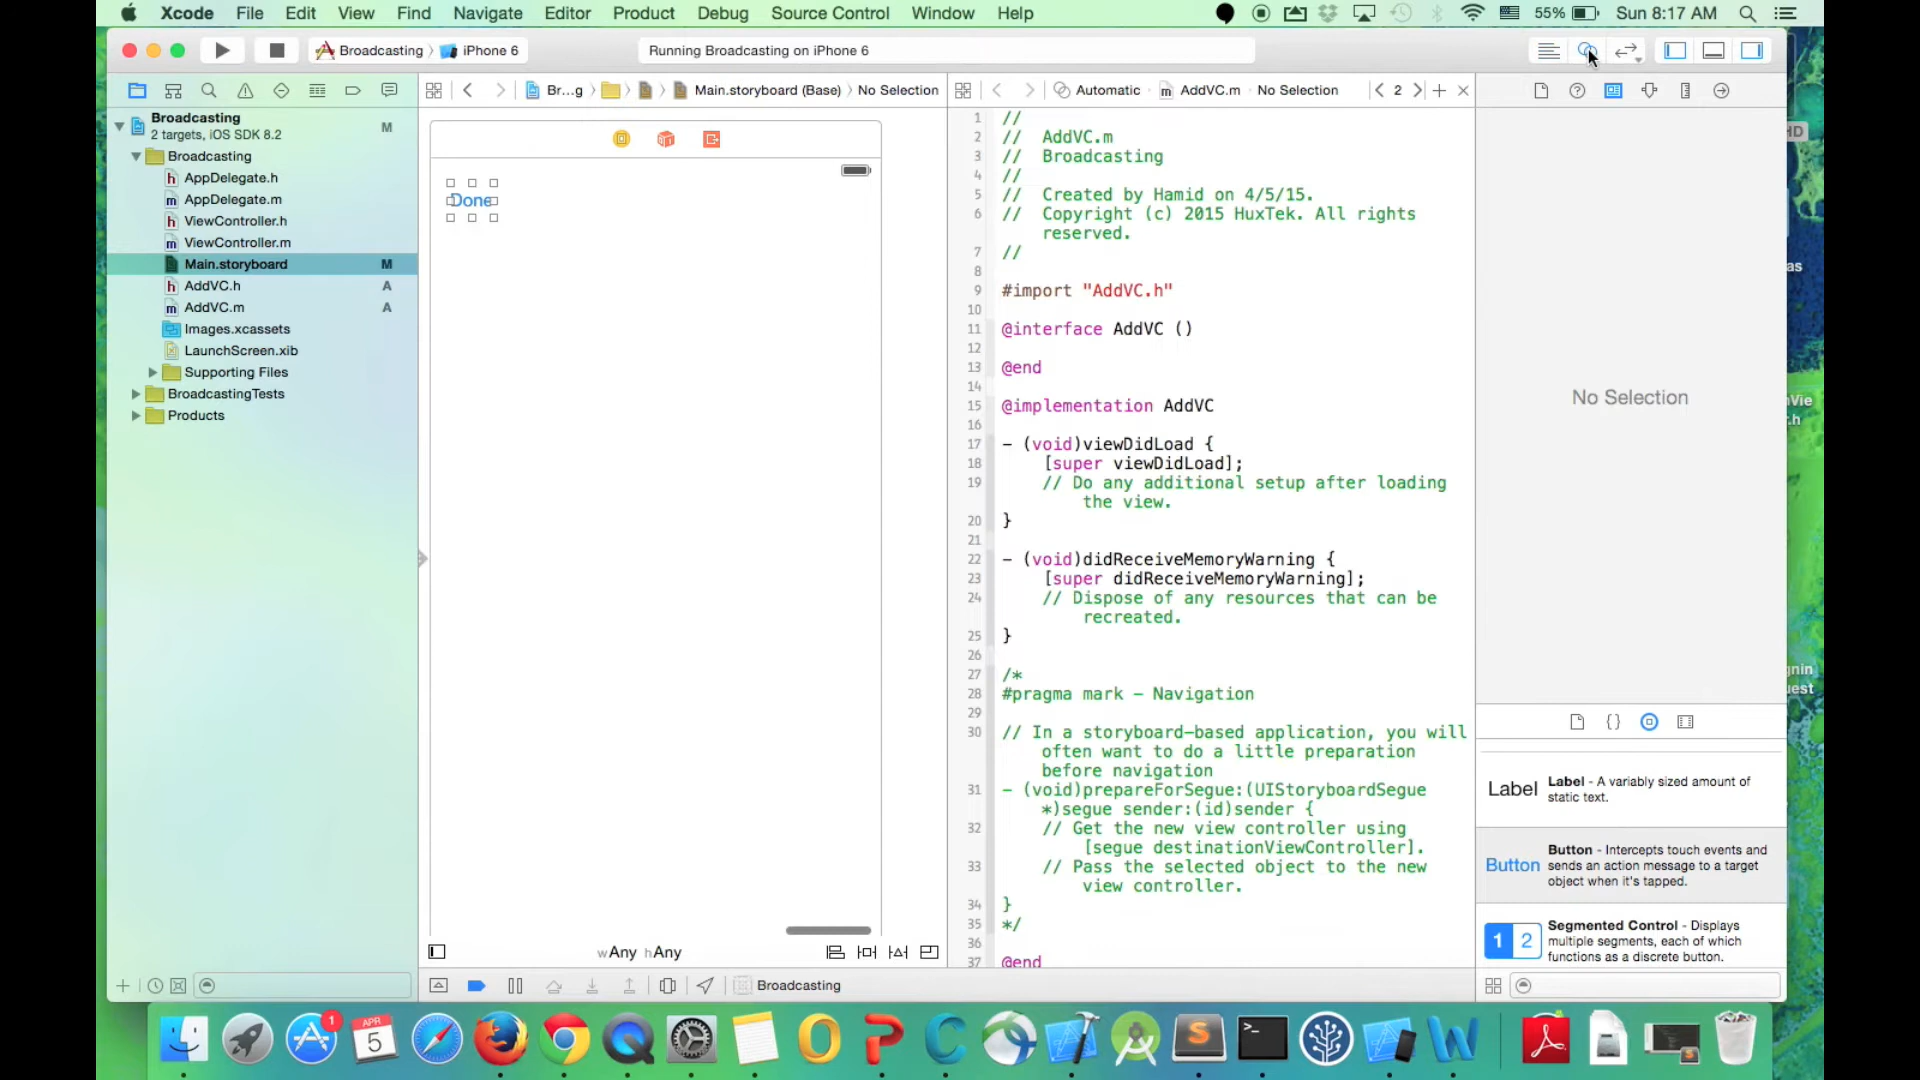 Xcode File Edit View Find Navigate Editor Product Debug Source Control Window Help 55% Sun 8:17 AM
Broadcasting iPhone 6 Running Broadcasting on iPhone 6
Br...g Main.storyboard (Base) No Selection
Automatic AddVC.m No Selection 2
Broadcasting
2 targets, iOS SDK 8.2 M
Broadcasting
AppDelegate.h
AppDelegate.m
ViewController.h
ViewController.m
Main.storyboard M
AddVC.h A
AddVC.m A
Images.xcassets
LaunchScreen.xib
Supporting Files
BroadcastingTests
Products
Done
wAny hAny
Broadcasting
1 //
2 // AddVC.m
3 // Broadcasting
4 //
5 // Created by Hamid on 4/5/15.
6 // Copyright (c) 2015 HuxTek. All rights
reserved.
7 //
8
9 #import "AddVC.h"
10
11 @interface AddVC ()
12
13 @end
14
15 @implementation AddVC
16
17 - (void)viewDidLoad {
18 [super viewDidLoad];
19 // Do any additional setup after loading
the view.
20 }
21
22 - (void)didReceiveMemoryWarning {
23 [super didReceiveMemoryWarning];
24 // Dispose of any resources that can be
recreated.
25 }
26
27 /*
28 #pragma mark - Navigation
29
30 // In a storyboard-based application, you will
often want to do a little preparation
before navigation
31 - (void)prepareForSegue:(UIStoryboardSegue
*)segue sender:(id)sender {
32 // Get the new view controller using
[segue destinationViewController].
33 // Pass the selected object to the new
view controller.
34 }
35 */
36
37 @end
No Selection
Label Label - A variably sized amount of
static text.
Button Button - Intercepts touch events and
sends an action message to a target
object when it's tapped.
1 2 Segmented Control - Displays
multiple segments, each of which
functions as a discrete button.
HD
as
nVie
.h
nin
uest
1
APR
5